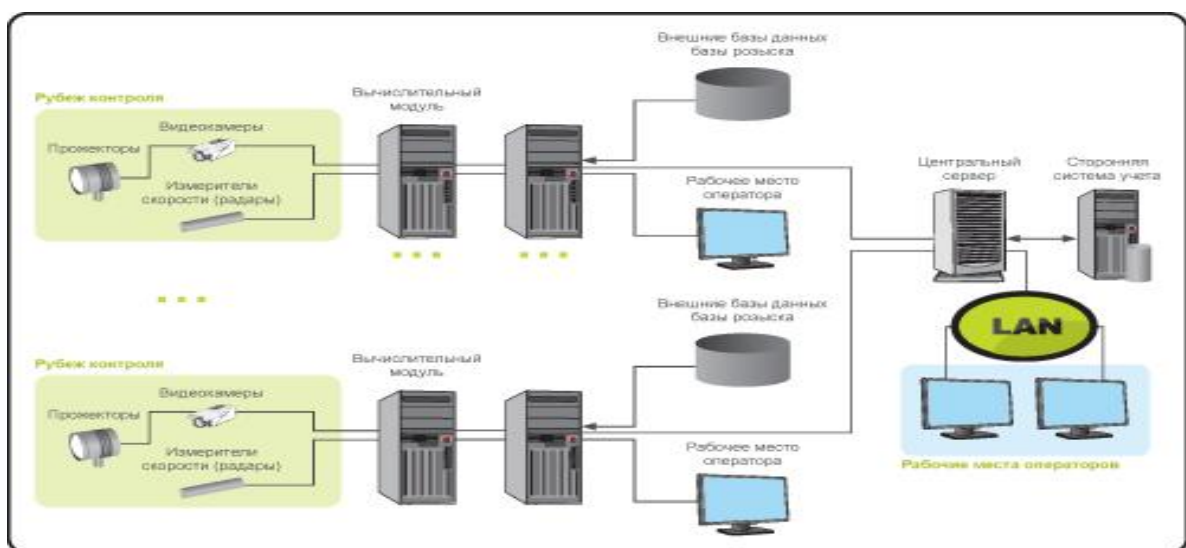 Внешние базы данных
базы розыска
Рубеж контроля
Вычислительный
модуль
Видеокамеры
Прожекторы
Измерители
скорости (радары)
Рабочее место
оператора
Центральный
сервер
Сторонняя
система учета
Внешние базы данных
базы розыска
LAN
Рубеж контроля
Вычислительный
модуль
Видеокамеры
Прожекторы
Измерители
скорости (радары)
Рабочее место
оператора
Рабочие места операторов